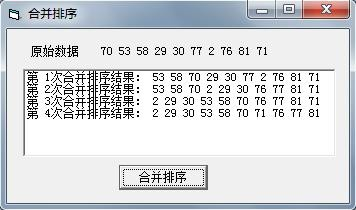 合并排序
原始数据 70 53 58 29 30 77 2 76 81 71
第 1次合并排序结果: 53 58 70 29 30 77 2 76 81 71
第 2次合并排序结果: 53 58 70 2 29 30 76 77 81 71
第 3次合并排序结果: 2 29 30 53 58 70 76 77 81 71
第 4次合并排序结果: 2 29 30 53 58 70 71 76 77 81
合并排序